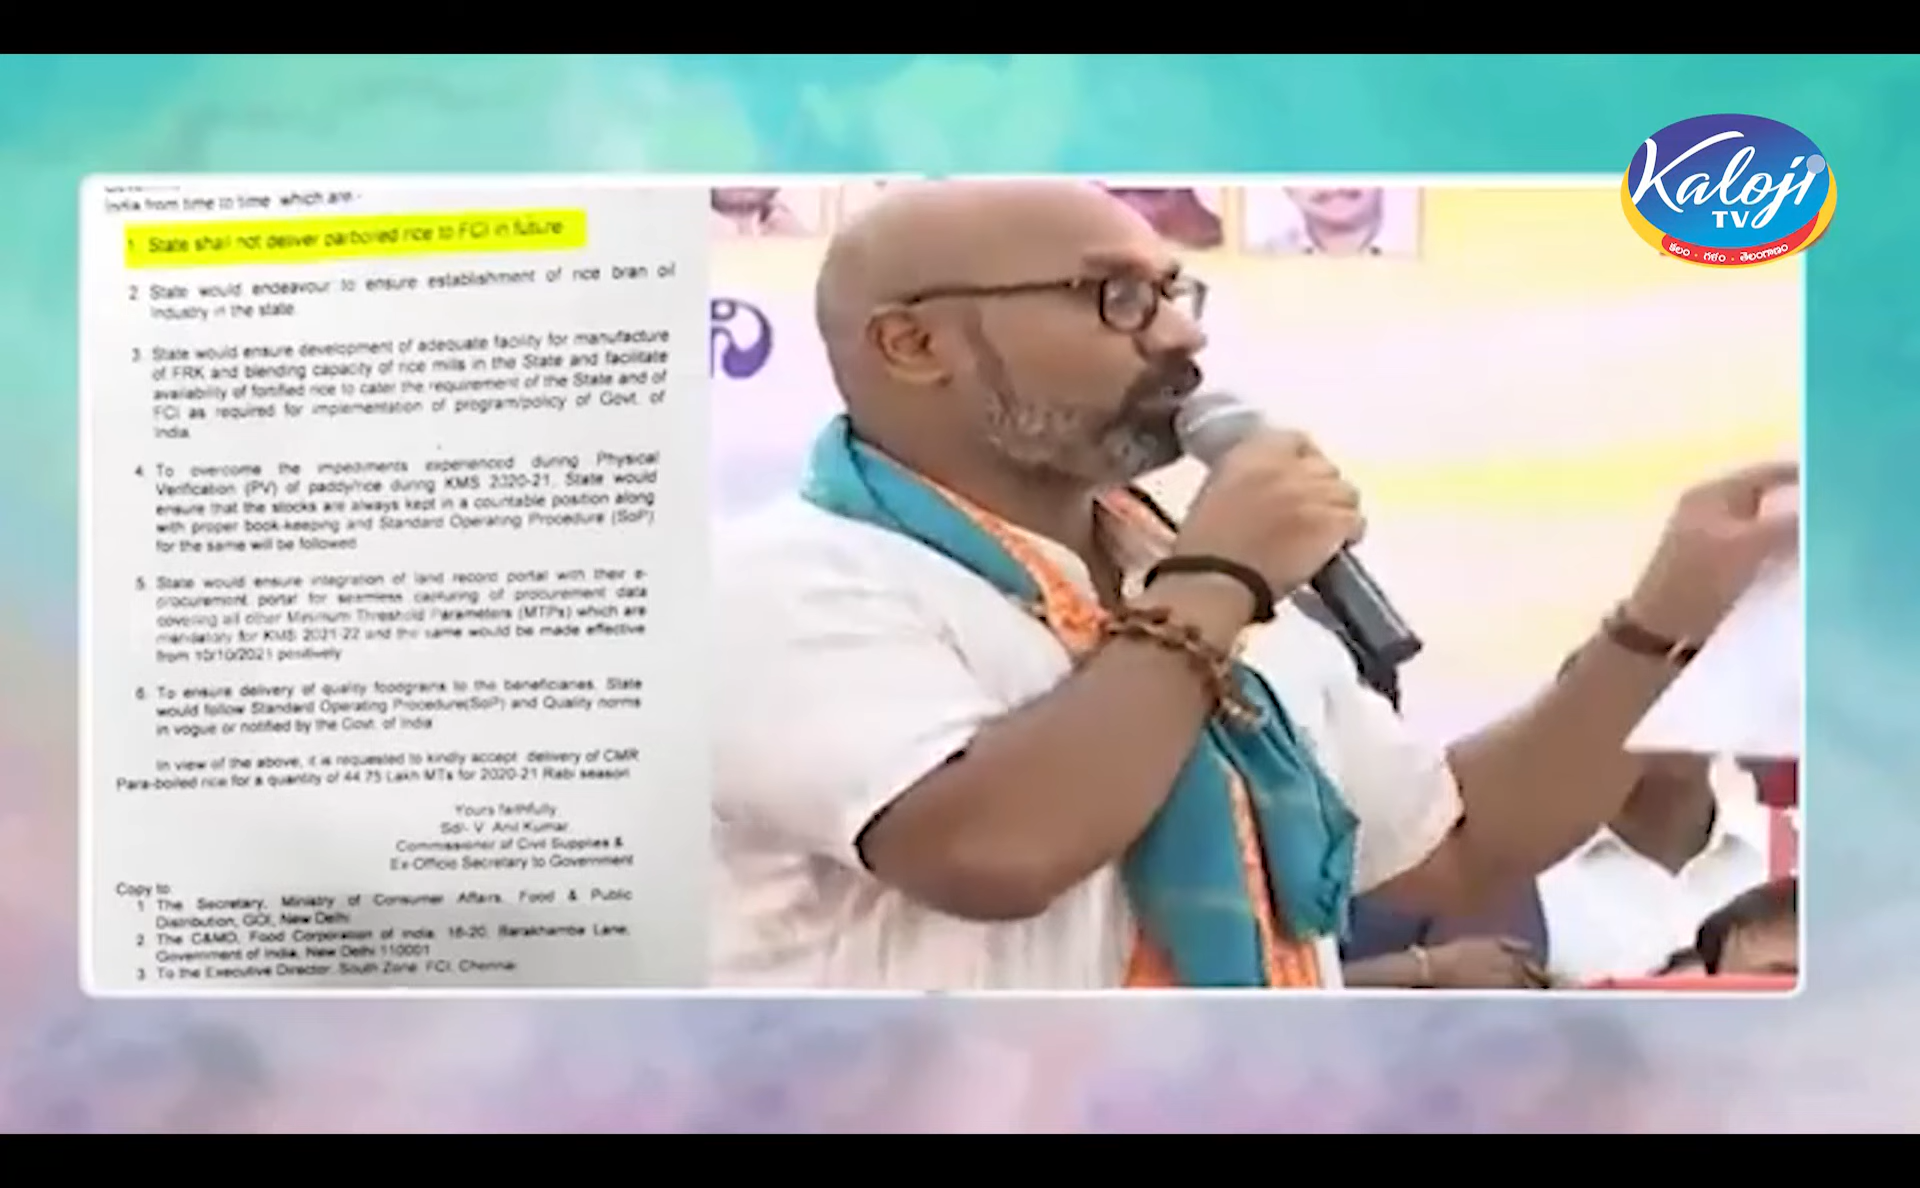 India from time to time which are:-
1. State shall not deliver parboiled rice to FCI in future
2 State would endeavour to ensure establishment of rice bran oil
Industry in the state.
3. State would ensure development of adequate facility for manufacture
of FRK and blending capacity of rice mills in the State and facilitate
availability of fortified rice to cater the requirement of the State and of
FCI as required for implementation of program/policy of Govt. of
India.
4. To overcome the impediments experienced during Physical
Verification (PV) of paddy/rice during KMS 2020-21, State would
ensure that the stocks are always kept in a countable position along
with proper book-keeping and Standard Operating Procedure (SoP)
for the same will be followed
5. State would ensure integration of land record portal with their e-
procurement portal for seamless capturing of procurement data
covering all other Minimum Threshold Parameters (MTPs) which are
mandatory for KMS 2021-22 and the same would be made effective
from 10/10/2021 positively
6. To ensure delivery of quality foodgrains to the beneficiaries, State
would follow Standard Operating Procedure(SoP) and Quality norms
in vogue or notified by the Govt. of India
In view of the above, it is requested to kindly accept delivery of CMR
Para-boiled rice for a quantity of 44.75 Lakh MTs for 2020-21 Rabi season
Yours faithfully,
Sd/- V. Anil Kumar
Commissioner of Civil Supplies &
Ex-Officio Secretary to Government
Copy to
1 The Secretary, Ministry of Consumer Affairs, Food & Public
Distribution, GOI, New Delhi
2. The C&MD, Food Corporation of India, 16-20, Barakhamba Lane,
Government of India, New Delhi 110001
3. To the Executive Director, South Zone, FCI, Chennai
Kaloji
TV
కలం · గళం · తెలంగాణం